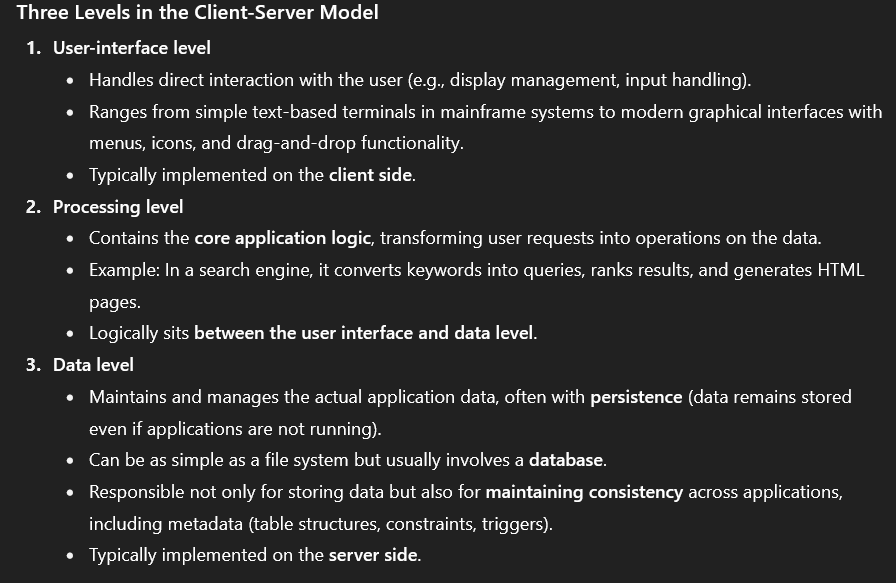 Three Levels in the Client-Server Model
1. User-interface level
• Handles direct interaction with the user (e.g., display management, input handling).
• Ranges from simple text-based terminals in mainframe systems to modern graphical interfaces with
menus, icons, and drag-and-drop functionality.
• Typically implemented on the client side.
2. Processing level
• Contains the core application logic, transforming user requests into operations on the data.
• Example: In a search engine, it converts keywords into queries, ranks results, and generates HTML
pages.
• Logically sits between the user interface and data level.
3. Data level
• Maintains and manages the actual application data, often with persistence (data remains stored
even if applications are not running).
• Can be as simple as a file system but usually involves a database.
• Responsible not only for storing data but also for maintaining consistency across applications,
including metadata (table structures, constraints, triggers).
• Typically implemented on the server side.